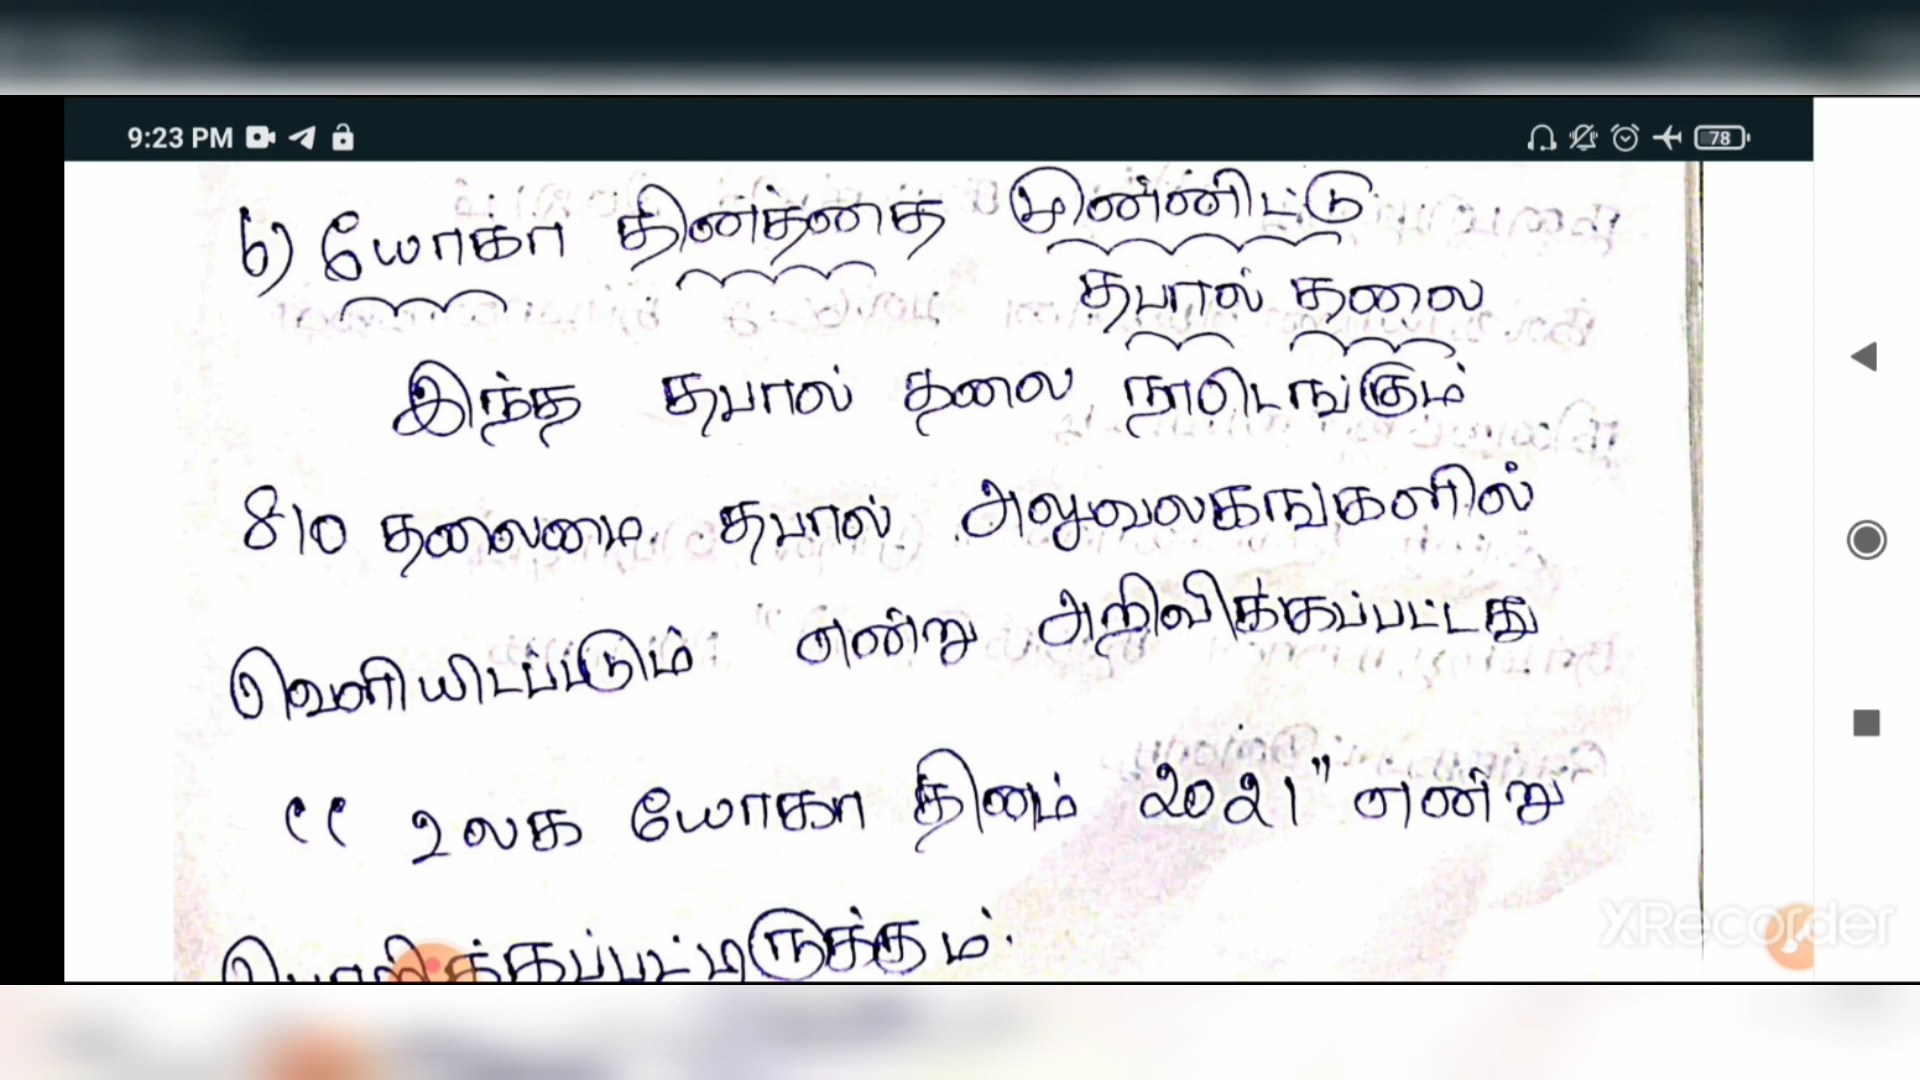 9:23 PM
78
b) யோகா தினத்தைத முன்னிட்டு
தபால் தலை
இந்த தபால் தலை நாடெங்கும்
810 தலைமை தபால் அலுவலகங்களில்
வெளியிடப்படும் என்று அறிவிக்கப்பட்டது
“ உலக யோகா தினம் 2021” என்று
பொறிக்கப்பட்டிருக்கும்.
XRecorder